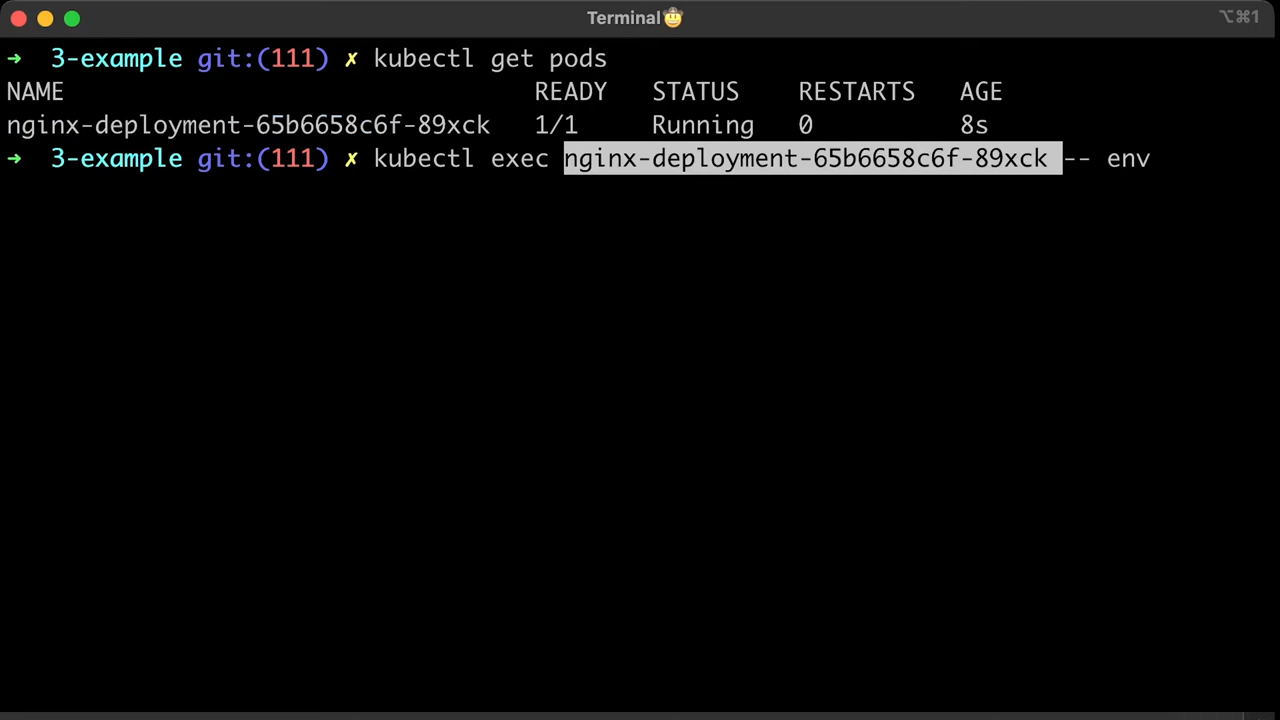 Terminal🤠
⌥⌘1
➜  3-example git:(111) ✗ kubectl get pods
NAME                                READY   STATUS    RESTARTS   AGE
nginx-deployment-65b6658c6f-89xck   1/1     Running   0          8s
➜  3-example git:(111) ✗ kubectl exec nginx-deployment-65b6658c6f-89xck -- env